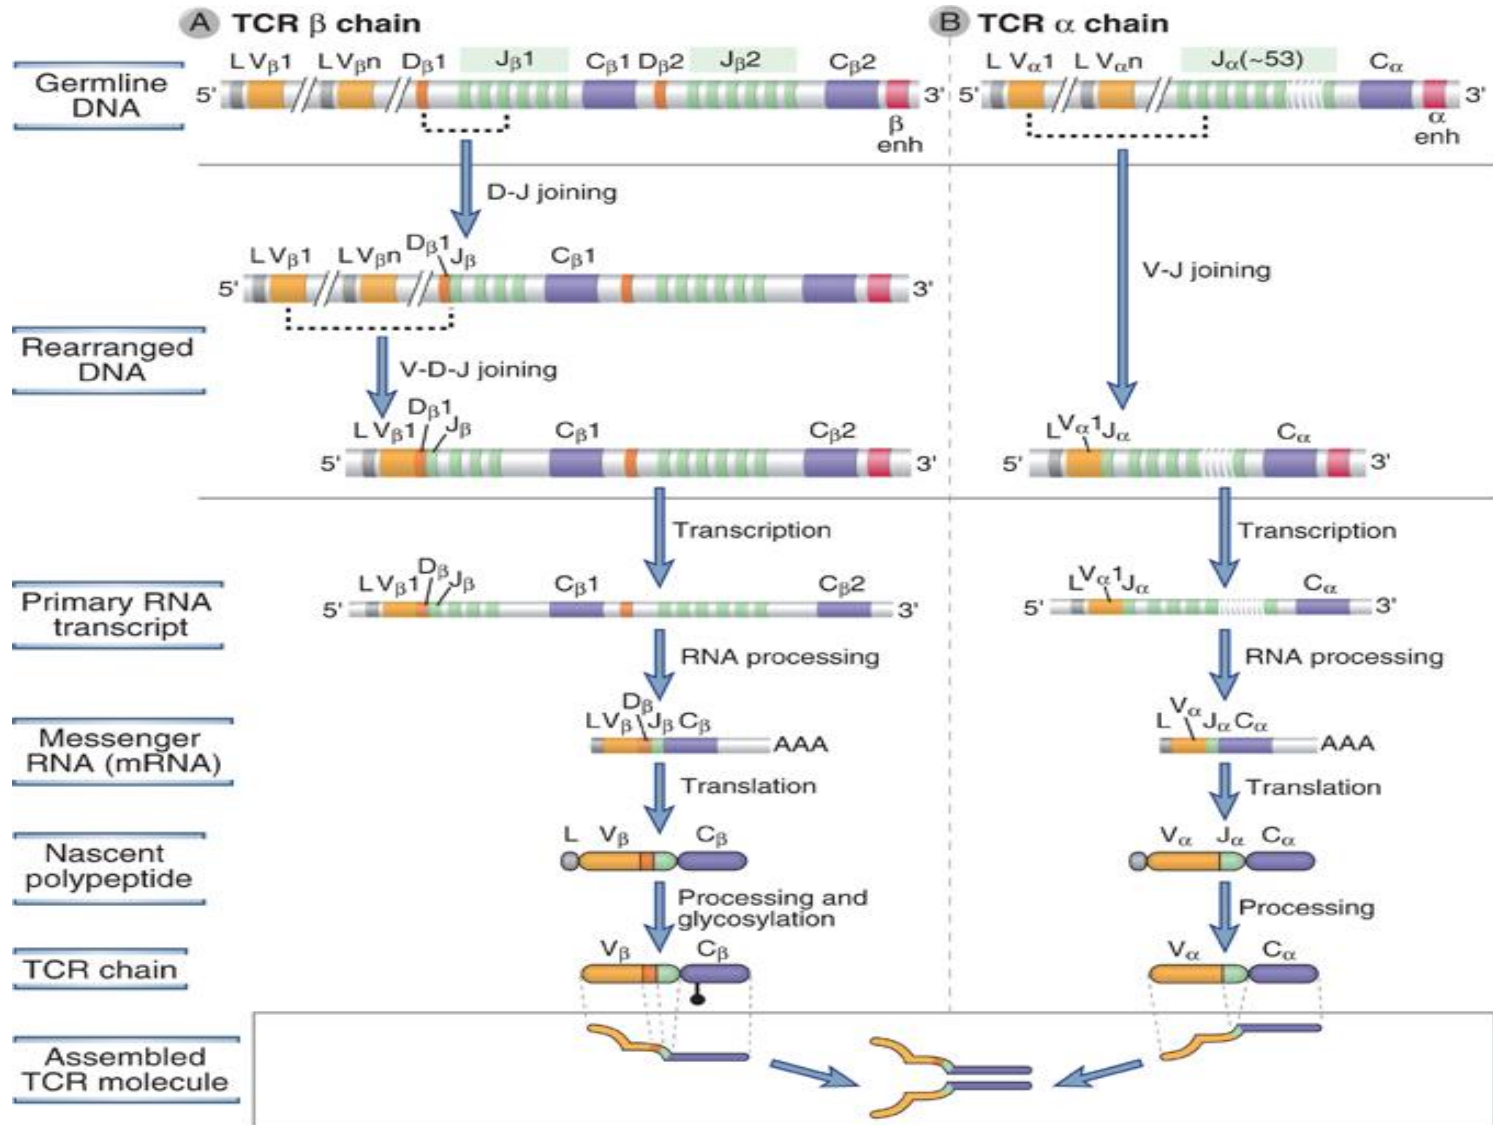 A TCR β chain
B TCR α chain
Germline
DNA
L Vβ1 L Vβn Dβ1 Jβ1 Cβ1 Dβ2 Jβ2 Cβ2
5' 3'
β
enh
L Vα1 L Vαn Jα(~53) Cα
5' 3'
α
enh
D-J joining
V-J joining
Rearranged
DNA
L Vβ1 L Vβn Dβ1 Jβ Cβ1
5' 3'
V-D-J joining
L Vβ1 Dβ1 Jβ Cβ1 Cβ2
5' 3'
L Vα1 Jα Cα
5' 3'
Transcription
Transcription
Primary RNA
transcript
L Vβ1 Dβ Jβ Cβ1 Cβ2
5' 3'
L Vα1 Jα Cα
5' 3'
RNA processing
RNA processing
Messenger
RNA (mRNA)
L Vβ Dβ Jβ Cβ
AAA
L Vα Jα Cα
AAA
Translation
Translation
Nascent
polypeptide
L Vβ Cβ
Vα Jα Cα
Processing and
glycosylation
Processing
TCR chain
Vβ Cβ
Vα Cα
Assembled
TCR molecule